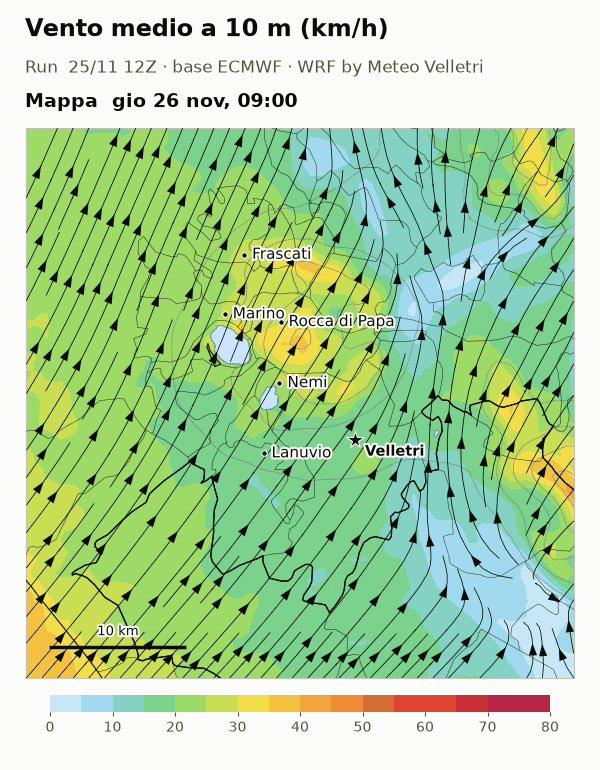 Vento medio a 10 m (km/h)
Run  25/11 12Z · base ECMWF · WRF by Meteo Velletri
Mappa  gio 26 nov, 09:00
Frascati
Marino
Rocca di Papa
Nemi
Velletri
Lanuvio
10 km
0 10 20 30 40 50 60 70 80